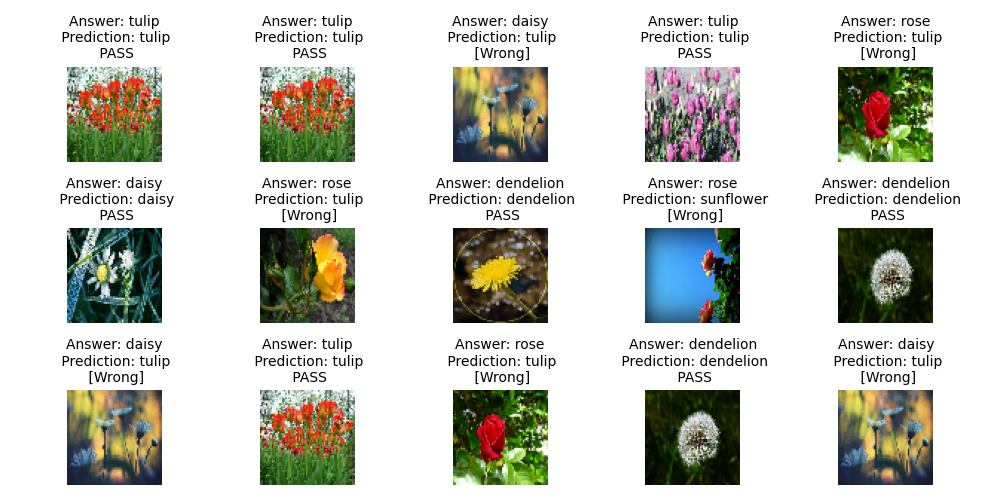 Answer: tulip
Prediction: tulip
PASS
Answer: tulip
Prediction: tulip
PASS
Answer: daisy
Prediction: tulip
[Wrong]
Answer: tulip
Prediction: tulip
PASS
Answer: rose
Prediction: tulip
[Wrong]
Answer: daisy
Prediction: daisy
PASS
Answer: rose
Prediction: tulip
[Wrong]
Answer: dendelion
Prediction: dendelion
PASS
Answer: rose
Prediction: sunflower
[Wrong]
Answer: dendelion
Prediction: dendelion
PASS
Answer: daisy
Prediction: tulip
[Wrong]
Answer: tulip
Prediction: tulip
PASS
Answer: rose
Prediction: tulip
[Wrong]
Answer: dendelion
Prediction: dendelion
PASS
Answer: daisy
Prediction: tulip
[Wrong]